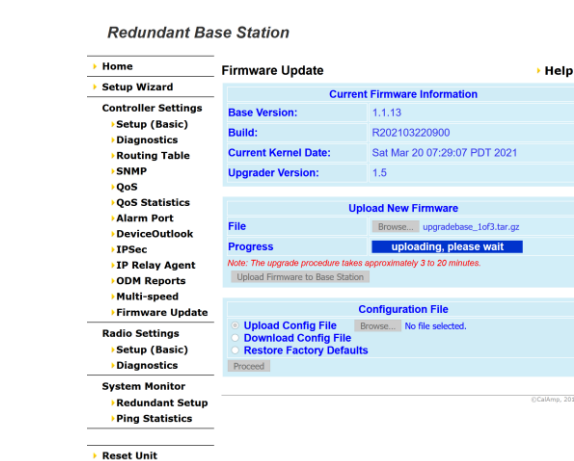 Redundant Base Station
Home
Setup Wizard
Controller Settings
Setup (Basic)
Diagnostics
Routing Table
SNMP
QoS
QoS Statistics
Alarm Port
DeviceOutlook
IPSec
IP Relay Agent
ODM Reports
Multi-speed
Firmware Update
Radio Settings
Setup (Basic)
Diagnostics
System Monitor
Redundant Setup
Ping Statistics
Reset Unit
Firmware Update Help
Current Firmware Information
Base Version: 1.1.13
Build: R202103220900
Current Kernel Date: Sat Mar 20 07:29:07 PDT 2021
Upgrader Version: 1.5
Upload New Firmware
File Browse... upgradebase_1of3.tar.gz
Progress uploading, please wait
Note: The upgrade procedure takes approximately 3 to 20 minutes.
Upload Firmware to Base Station
Configuration File
Upload Config File Browse... No file selected.
Download Config File
Restore Factory Defaults
Proceed
©CalAmp, 201